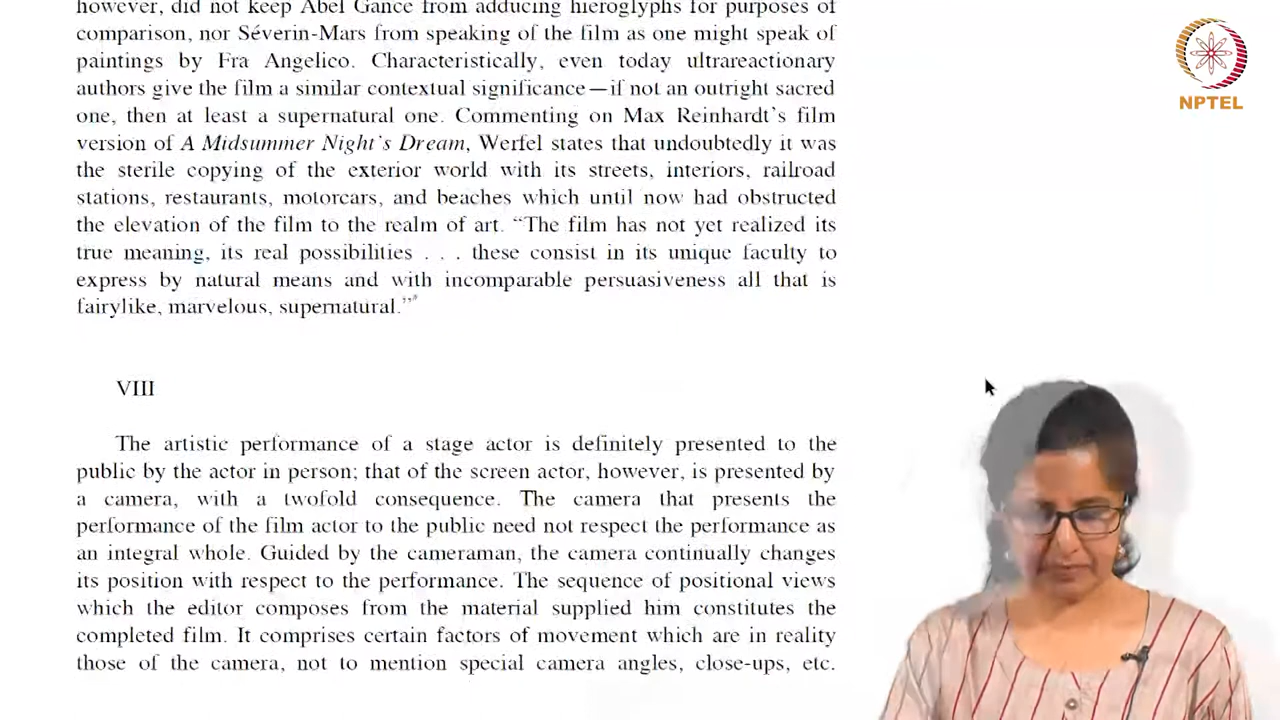 however, did not keep Abel Gance from adducing hieroglyphs for purposes of
comparison, nor Séverin-Mars from speaking of the film as one might speak of
paintings by Fra Angelico. Characteristically, even today ultrareactionary
authors give the film a similar contextual significance—if not an outright sacred
one, then at least a supernatural one. Commenting on Max Reinhardt's film
version of A Midsummer Night's Dream, Werfel states that undoubtedly it was
the sterile copying of the exterior world with its streets, interiors, railroad
stations, restaurants, motorcars, and beaches which until now had obstructed
the elevation of the film to the realm of art. “The film has not yet realized its
true meaning, its real possibilities . . . these consist in its unique faculty to
express by natural means and with incomparable persuasiveness all that is
fairylike, marvelous, supernatural.”*
VIII
The artistic performance of a stage actor is definitely presented to the
public by the actor in person; that of the screen actor, however, is presented by
a camera, with a twofold consequence. The camera that presents the
performance of the film actor to the public need not respect the performance as
an integral whole. Guided by the cameraman, the camera continually changes
its position with respect to the performance. The sequence of positional views
which the editor composes from the material supplied him constitutes the
completed film. It comprises certain factors of movement which are in reality
those of the camera, not to mention special camera angles, close-ups, etc.
NPTEL